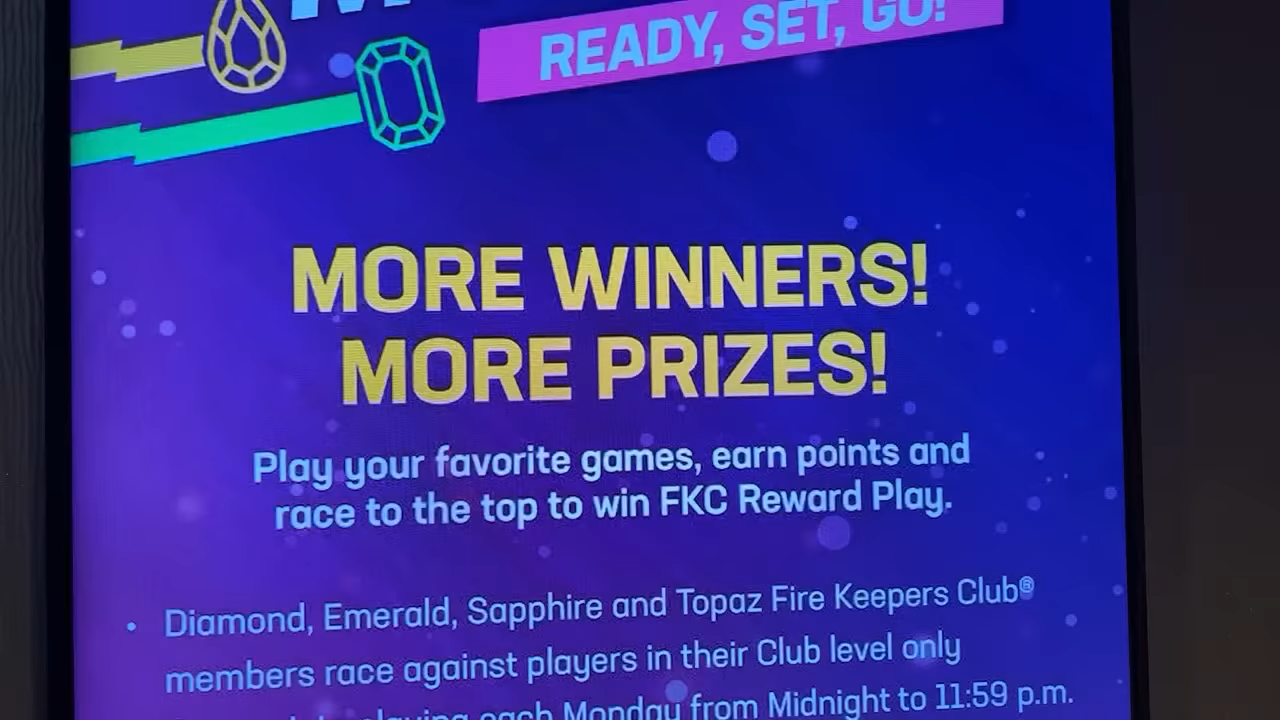 READY, SET, GO!
MORE WINNERS!
MORE PRIZES!
Play your favorite games, earn points and
race to the top to win FKC Reward Play.
• Diamond, Emerald, Sapphire and Topaz Fire Keepers Club®
members race against players in their Club level only
playing each Monday from Midnight to 11:59 p.m.